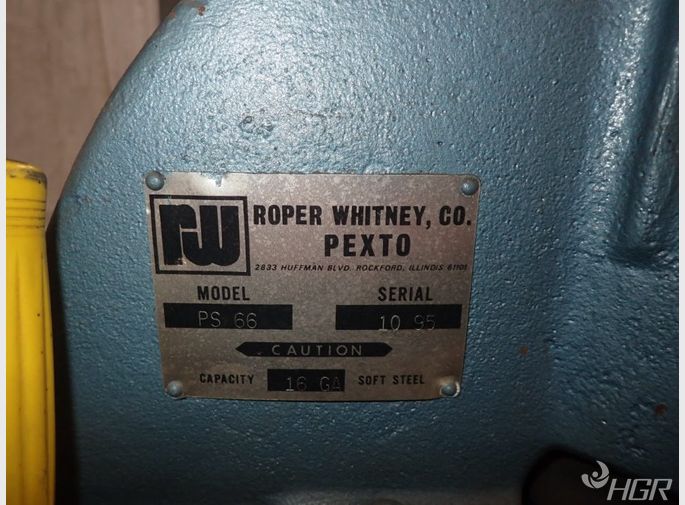 rw
ROPER WHITNEY, CO.
PEXTO
2833 HUFFMAN BLVD. ROCKFORD, ILLINOIS 61101
MODEL SERIAL
PS 66 10 95
CAUTION
CAPACITY 16 GA SOFT STEEL
HGR